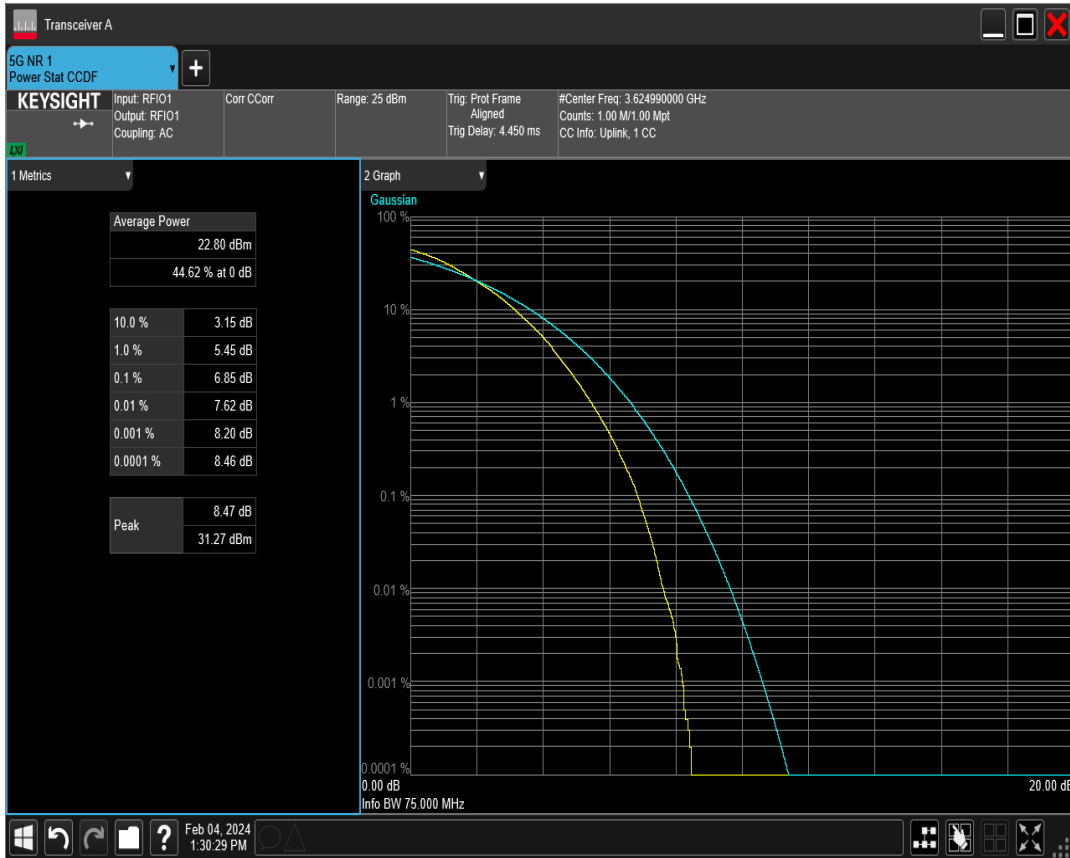 Transceiver A
5G NR 1
Power Stat CCDF
KEYSIGHT
LXI
Input: RFIO1
Output: RFIO1
Coupling: AC
Corr CCorr
Range: 25 dBm
Trig: Prot Frame
Aligned
Trig Delay: 4.450 ms
#Center Freq: 3.624990000 GHz
Counts: 1.00 M/1.00 Mpt
CC Info: Uplink, 1 CC
1 Metrics
Average Power
22.80 dBm
44.62 % at 0 dB
10.0 % 3.15 dB
1.0 % 5.45 dB
0.1 % 6.85 dB
0.01 % 7.62 dB
0.001 % 8.20 dB
0.0001 % 8.46 dB
Peak
8.47 dB
31.27 dBm
2 Graph
Gaussian
100 %
10 %
1 %
0.1 %
0.01 %
0.001 %
0.0001 %
0.00 dB 20.00 dB
Info BW 75.000 MHz
?
Feb 04, 2024
1:30:29 PM